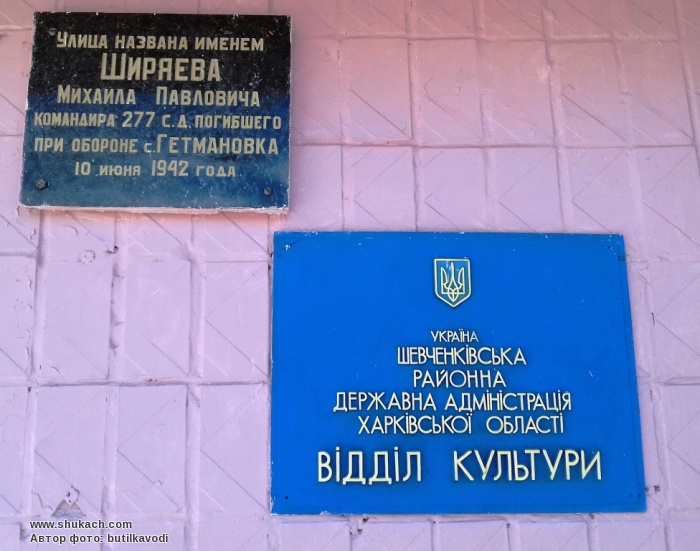 Улица названа именем
Ширяева
Михаила Павловича
командира 277 с.д. погибшего
при обороне с. Гетмановка
10 июня 1942 года
УКРАЇНА
ШЕВЧЕНКІВСЬКА
РАЙОННА
ДЕРЖАВНА АДМІНІСТРАЦІЯ
ХАРКІВСЬКОЇ ОБЛАСТІ
ВІДДІЛ КУЛЬТУРИ
www.shukach.com
Автор фото: butilkavodi